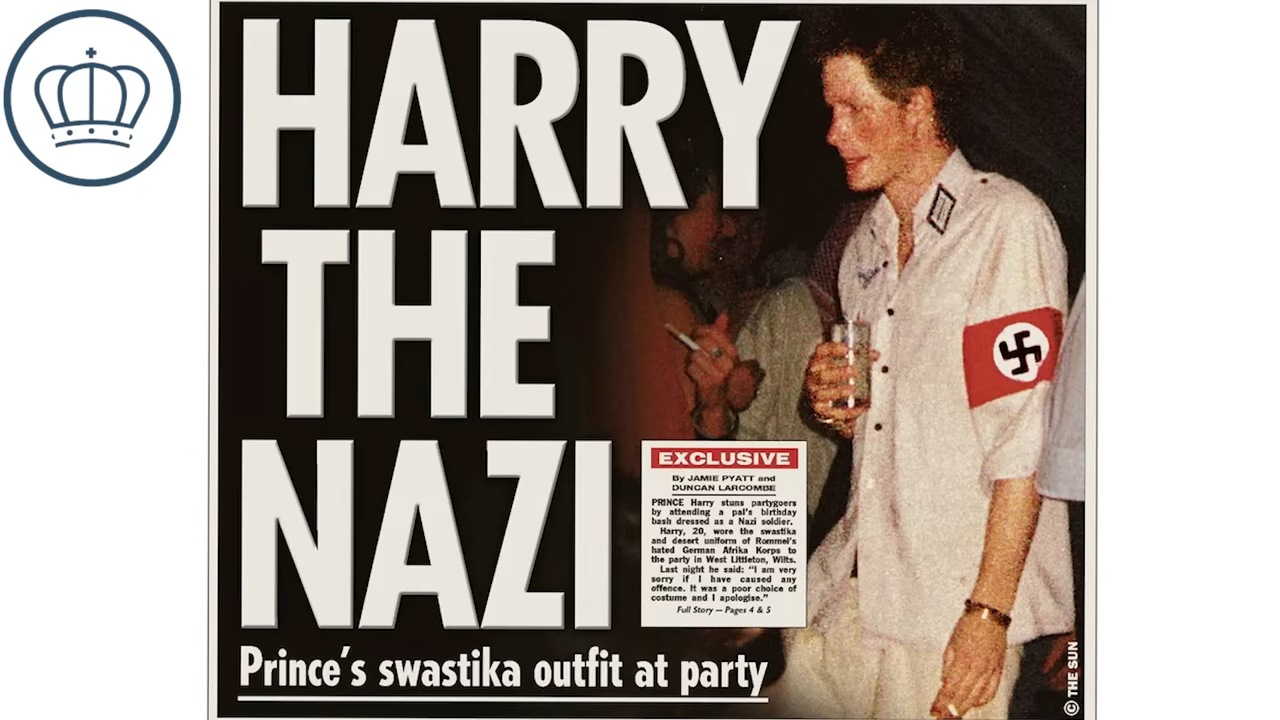 HARRY
THE
NAZI
Prince's swastika outfit at party
EXCLUSIVE
By JAMIE PYATT and
DUNCAN LARCOMBE
PRINCE Harry stuns partygoers
by attending a pal's birthday
bash dressed as a Nazi soldier.
Harry, 20, wore the swastika
and desert uniform of Rommel's
hated German Afrika Korps to
the party in West Littleton, Wilts.
Last night he said: "I am very
sorry if I have caused any
offence. It was a poor choice of
costume and I apologise."
Full Story — Pages 4 & 5
© THE SUN